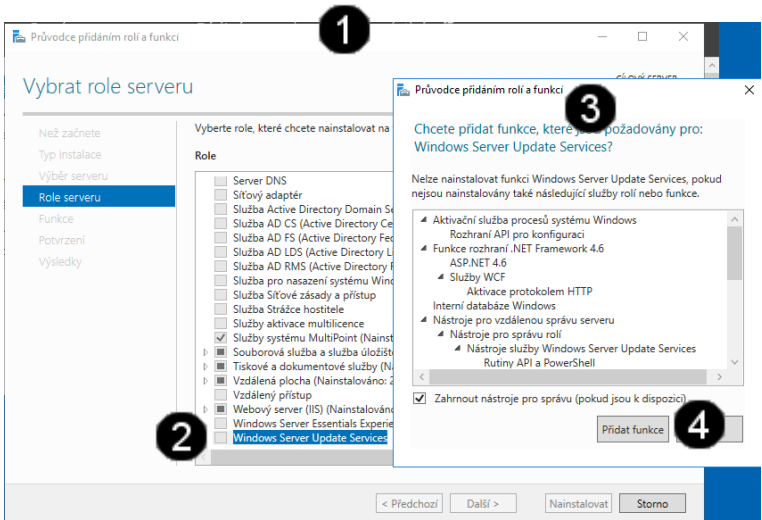 1
Průvodce přidáním rolí a funkcí
Vybrat role serveru
CÍLOVÝ SERVER
Než začnete
Typ instalace
Výběr serveru
Role serveru
Funkce
Potvrzení
Výsledky
Vyberte role, které chcete nainstalovat na
Role
Server DNS
Síťový adaptér
Služba Active Directory Domain Se
Služba AD CS (Active Directory Ce
Služba AD FS (Active Directory Fed
Služba AD LDS (Active Directory Li
Služba AD RMS (Active Directory R
Služba pro nasazení systému Wind
Služba Síťové zásady a přístup
Služba Strážce hostitele
Služby aktivace multilicence
Služby systému MultiPoint (Nainst
Souborová služba a služba úložišt
Tiskové a dokumentové služby (Na
Vzdálená plocha (Nainstalováno: 2
Vzdálený přístup
Webový server (IIS) (Nainstalováno
Windows Server Essentials Experie
2
Windows Server Update Services
< Předchozí
Další >
Nainstalovat
Storno
Průvodce přidáním rolí a funkcí
3
Chcete přidat funkce, které jsou požadovány pro:
Windows Server Update Services?
Nelze nainstalovat funkci Windows Server Update Services, pokud
nejsou nainstalovány také následující služby rolí nebo funkce.
Aktivační služba procesů systému Windows
Rozhraní API pro konfiguraci
Funkce rozhraní .NET Framework 4.6
ASP.NET 4.6
Služby WCF
Aktivace protokolem HTTP
Interní databáze Windows
Nástroje pro vzdálenou správu serveru
Nástroje pro správu rolí
Nástroje služby Windows Server Update Services
Rutiny API a PowerShell
Zahrnout nástroje pro správu (pokud jsou k dispozici)
Přidat funkce
4